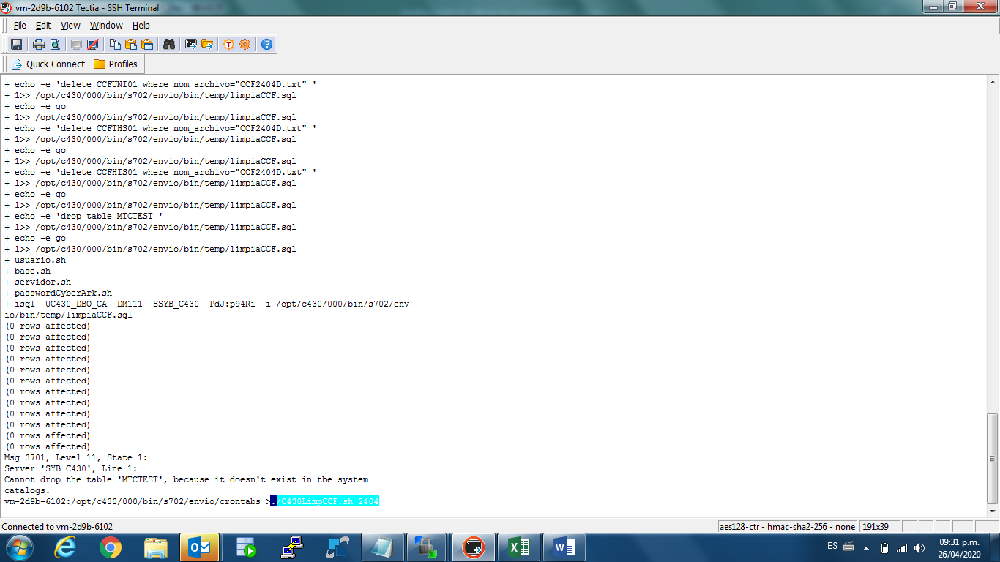 vm-2d9b-6102 Tectia - SSH Terminal
File Edit View Window Help
Quick Connect Profiles
+ echo -e 'delete CCFUNI01 where nom_archivo="CCF2404D.txt" '
+ 1>> /opt/c430/000/bin/s702/envio/bin/temp/limpiaCCF.sql
+ echo -e go
+ 1>> /opt/c430/000/bin/s702/envio/bin/temp/limpiaCCF.sql
+ echo -e 'delete CCFTHS01 where nom_archivo="CCF2404D.txt" '
+ 1>> /opt/c430/000/bin/s702/envio/bin/temp/limpiaCCF.sql
+ echo -e go
+ 1>> /opt/c430/000/bin/s702/envio/bin/temp/limpiaCCF.sql
+ echo -e 'delete CCFHIS01 where nom_archivo="CCF2404D.txt" '
+ 1>> /opt/c430/000/bin/s702/envio/bin/temp/limpiaCCF.sql
+ echo -e go
+ 1>> /opt/c430/000/bin/s702/envio/bin/temp/limpiaCCF.sql
+ echo -e 'drop table MTCTEST '
+ 1>> /opt/c430/000/bin/s702/envio/bin/temp/limpiaCCF.sql
+ echo -e go
+ 1>> /opt/c430/000/bin/s702/envio/bin/temp/limpiaCCF.sql
+ usuario.sh
+ base.sh
+ servidor.sh
+ passwordCyberArk.sh
+ isql -UC430_DBO_CA -DM111 -SSYB_C430 -PdJ:p94Ri -i /opt/c430/000/bin/s702/env
io/bin/temp/limpiaCCF.sql
(0 rows affected)
(0 rows affected)
(0 rows affected)
(0 rows affected)
(0 rows affected)
(0 rows affected)
(0 rows affected)
(0 rows affected)
(0 rows affected)
(0 rows affected)
(0 rows affected)
(0 rows affected)
Msg 3701, Level 11, State 1:
Server 'SYB_C430', Line 1:
Cannot drop the table 'MTCTEST', because it doesn't exist in the system
catalogs.
vm-2d9b-6102:/opt/c430/000/bin/s702/envio/crontabs >./C430LimpCCF.sh 2404
Connected to vm-2d9b-6102 aes128-ctr - hmac-sha2-256 - none 191x39
ES 09:31 p.m.
26/04/2020